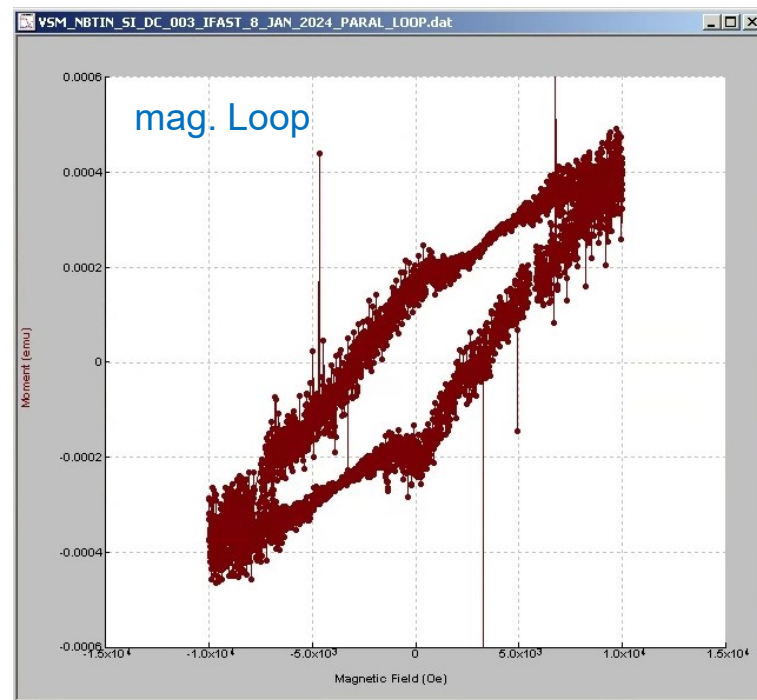 VSM_NBTIN_SI_DC_003_IFAST_8_JAN_2024_PARAL_LOOP.dat
mag. Loop
0.0006
0.0004
0.0002
0
-0.0002
-0.0004
-0.0006
Moment (emu)
-1.5x10⁴ -1.0x10⁴ -5.0x10³ 0 5.0x10³ 1.0x10⁴ 1.5x10⁴
Magnetic Field (Oe)